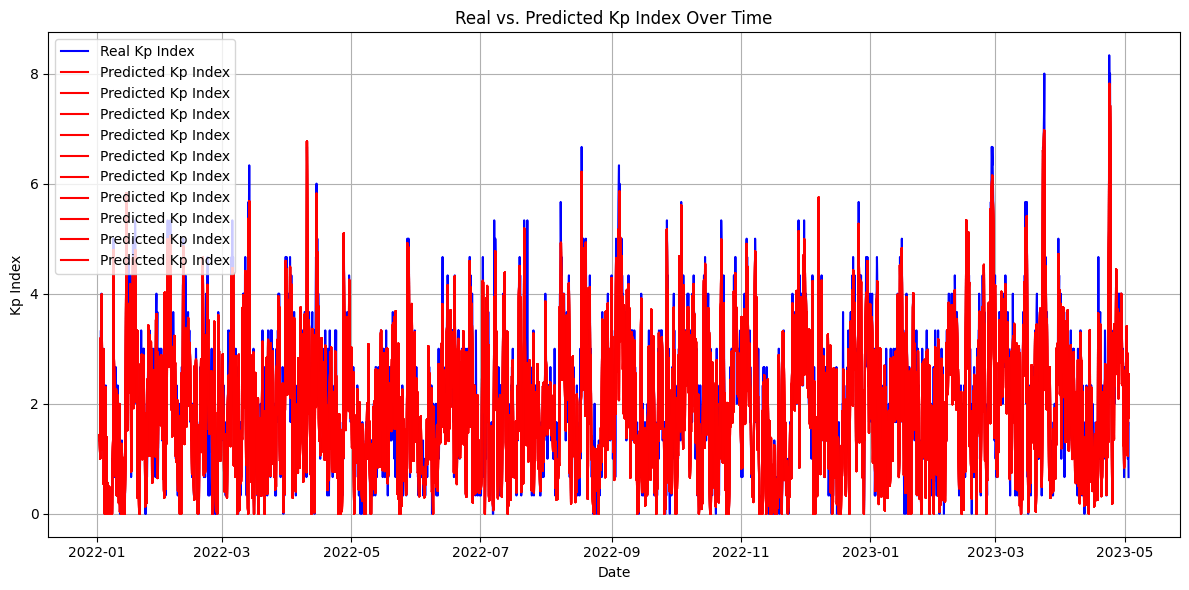 Real vs. Predicted Kp Index Over Time
Real Kp Index
Predicted Kp Index
Predicted Kp Index
Predicted Kp Index
Predicted Kp Index
Predicted Kp Index
Predicted Kp Index
Predicted Kp Index
Predicted Kp Index
Predicted Kp Index
Predicted Kp Index
Kp Index
8
6
4
2
0
2022-01 2022-03 2022-05 2022-07 2022-09 2022-11 2023-01 2023-03 2023-05
Date